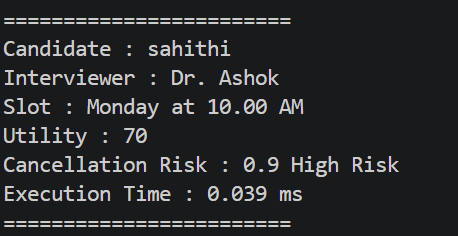 ========================
Candidate : sahithi
Interviewer : Dr. Ashok
Slot : Monday at 10.00 AM
Utility : 70
Cancellation Risk : 0.9 High Risk
Execution Time : 0.039 ms
========================